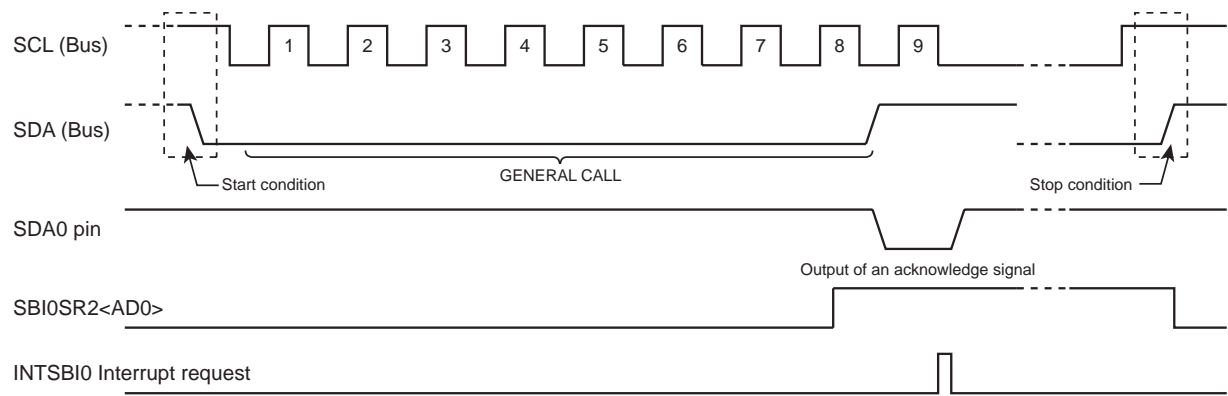 SCL (Bus)
1 2 3 4 5 6 7 8 9
SDA (Bus)
Start condition
GENERAL CALL
Stop condition
SDA0 pin
Output of an acknowledge signal
SBI0SR2<AD0>
INTSBI0 Interrupt request